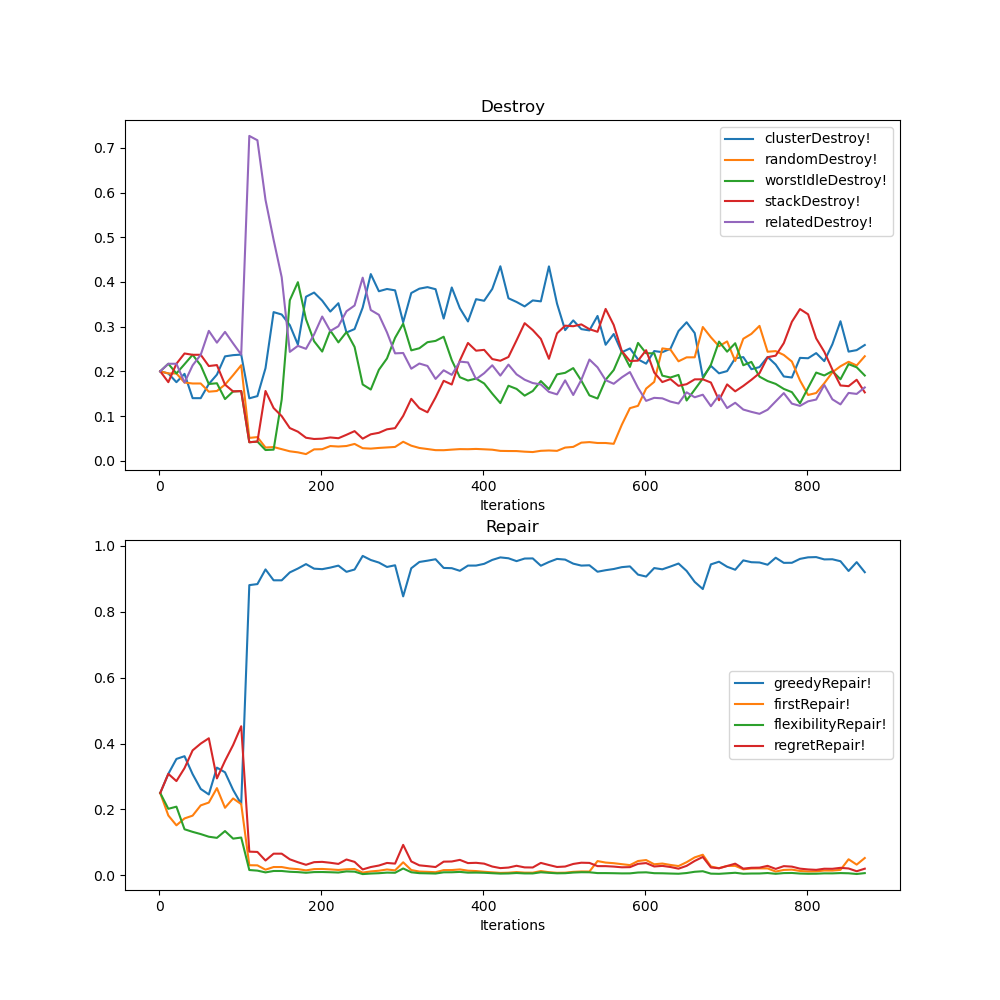 Destroy
0.7
0.6
0.5
0.4
0.3
0.2
0.1
0.0
clusterDestroy!
randomDestroy!
worstIdleDestroy!
stackDestroy!
relatedDestroy!
0 200 400 600 800
Iterations
Repair
1.0
0.8
0.6
0.4
0.2
0.0
greedyRepair!
firstRepair!
flexibilityRepair!
regretRepair!
0 200 400 600 800
Iterations